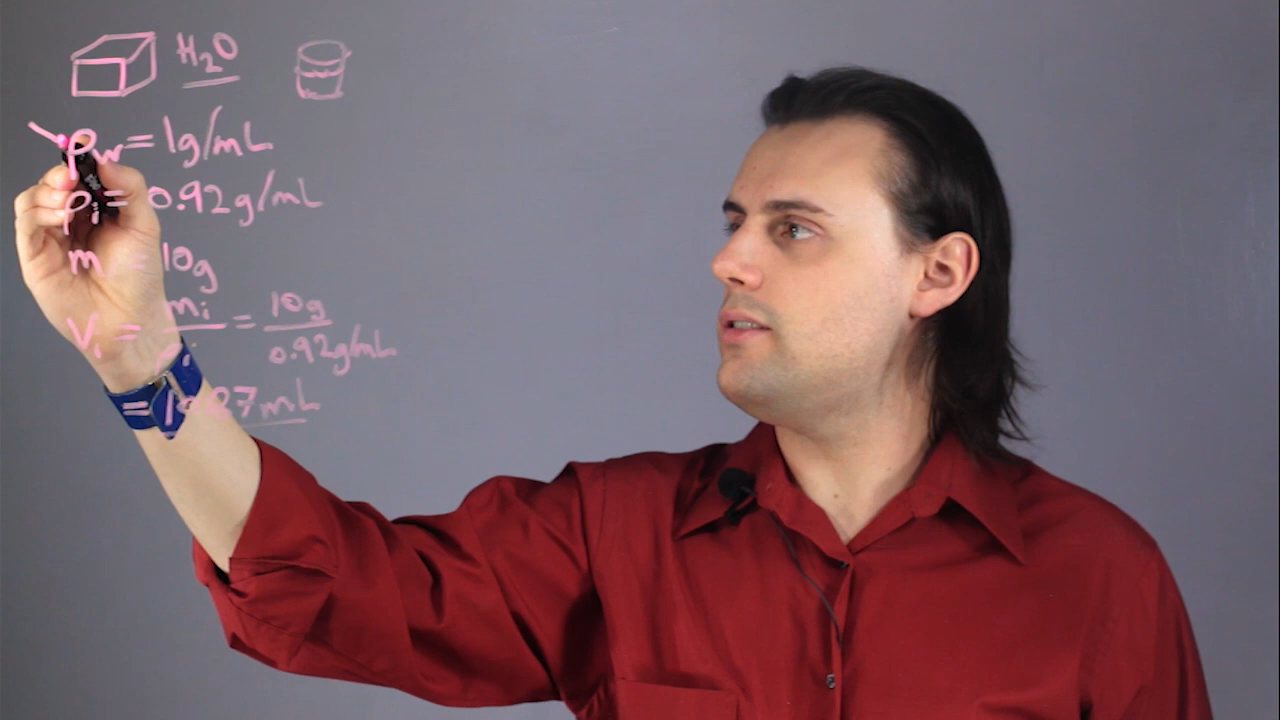 H₂O
ρw = 1g/mL
ρi = 0.92g/mL
m = 10g
Vi = mi / = 10g / 0.92g/mL
= mL